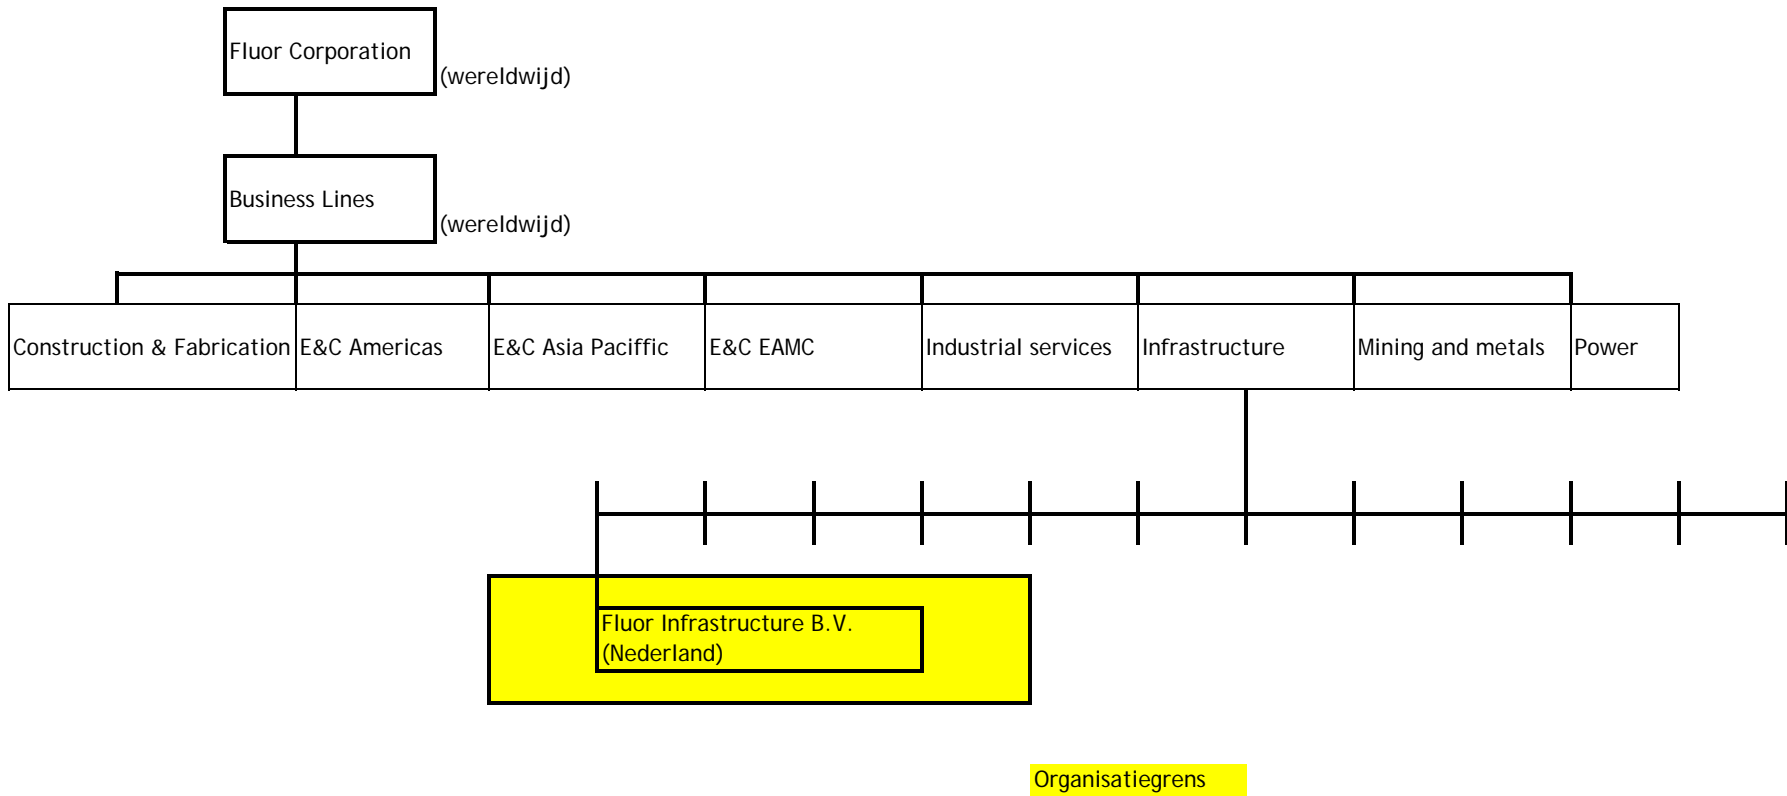 Fluor Corporation
(wereldwijd)
Business Lines
(wereldwijd)
Construction & Fabrication E&C Americas E&C Asia Paciffic E&C EAMC Industrial services Infrastructure Mining and metals Power
Fluor Infrastructure B.V.
(Nederland)
Organisatiegrens